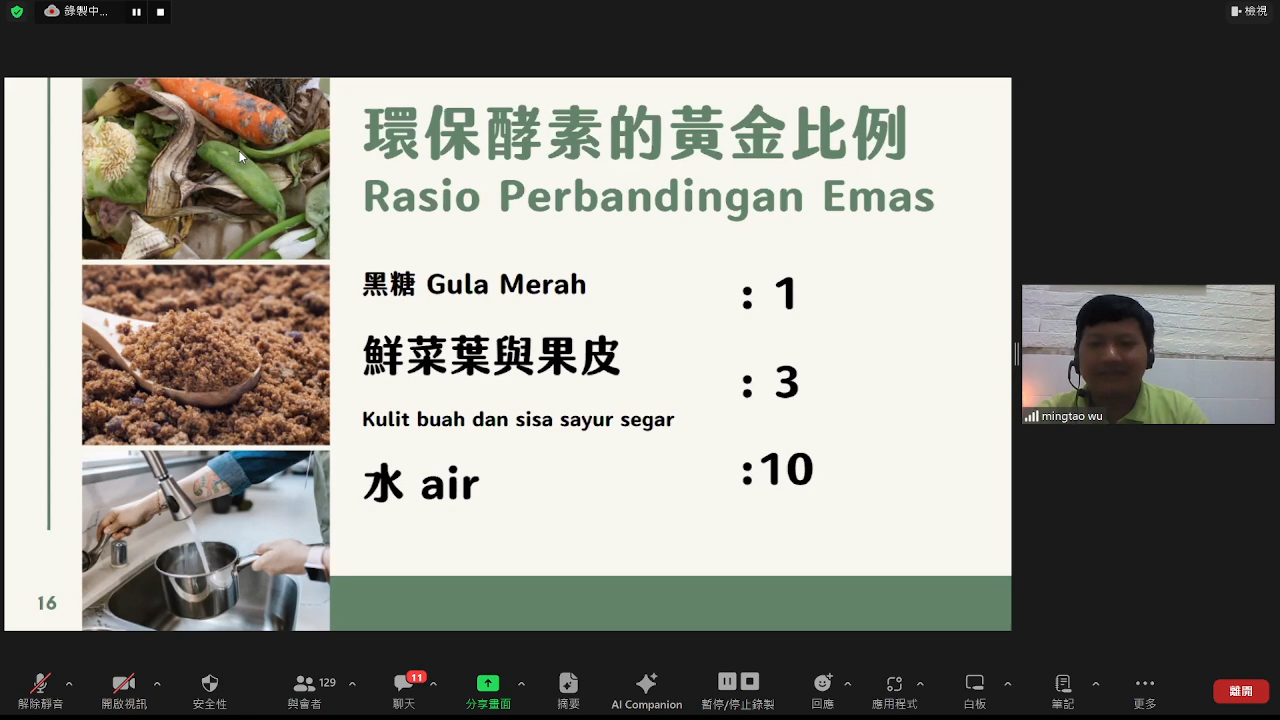 錄製中...
檢視
環保酵素的黃金比例
Rasio Perbandingan Emas
黑糖 Gula Merah : 1
鮮菜葉與果皮 : 3
Kulit buah dan sisa sayur segar
水 air :10
16
mingtao wu
解除靜音
開啟視訊
安全性
129
與會者
11
聊天
分享畫面
摘要
AI Companion
暫停/停止錄製
回應
應用程式
白板
筆記
更多
離開